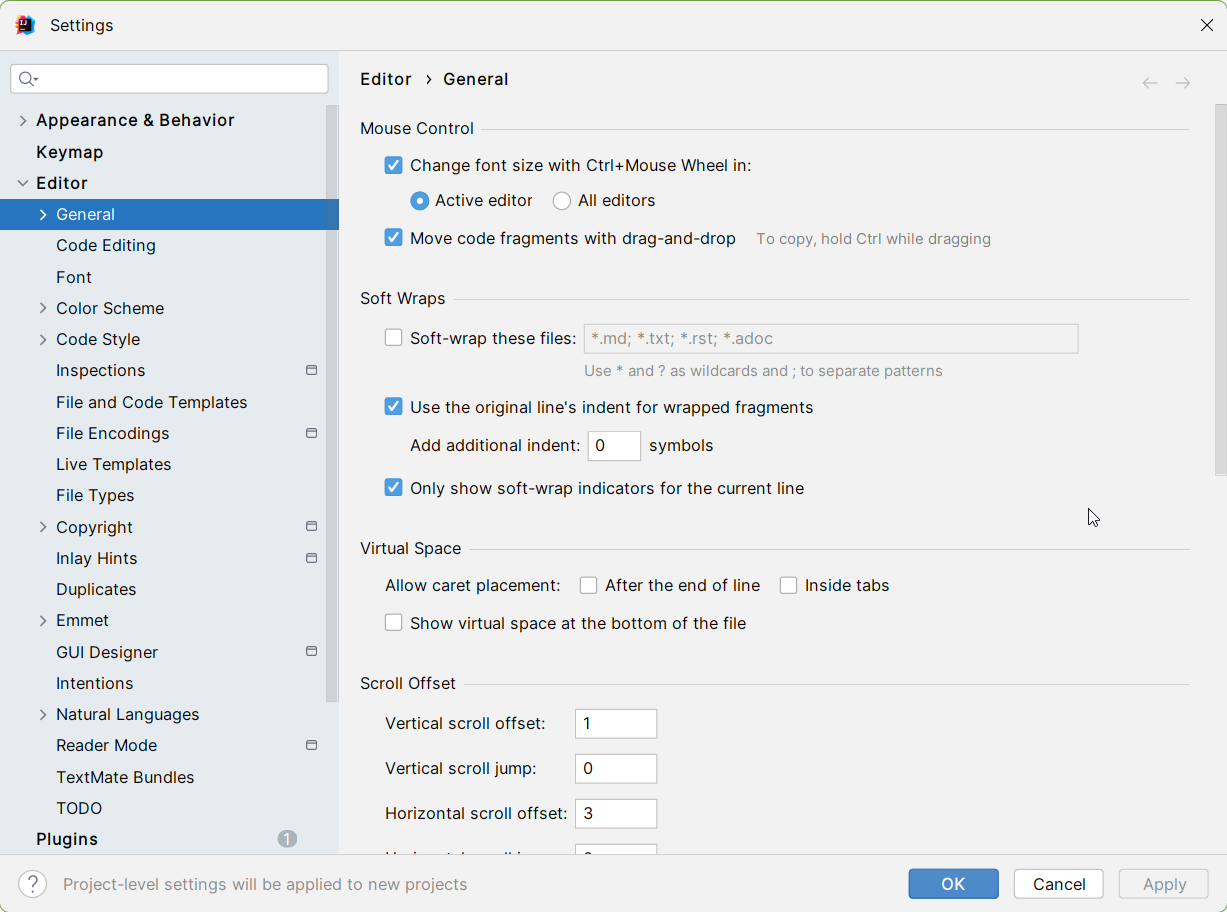 Settings
Appearance & Behavior
Keymap
Editor
General
Code Editing
Font
Color Scheme
Code Style
Inspections
File and Code Templates
File Encodings
Live Templates
File Types
Copyright
Inlay Hints
Duplicates
Emmet
GUI Designer
Intentions
Natural Languages
Reader Mode
TextMate Bundles
TODO
Plugins 1
Editor › General
Mouse Control
Change font size with Ctrl+Mouse Wheel in:
Active editor All editors
Move code fragments with drag-and-drop To copy, hold Ctrl while dragging
Soft Wraps
Soft-wrap these files: *.md; *.txt; *.rst; *.adoc
Use * and ? as wildcards and ; to separate patterns
Use the original line's indent for wrapped fragments
Add additional indent: 0 symbols
Only show soft-wrap indicators for the current line
Virtual Space
Allow caret placement: After the end of line Inside tabs
Show virtual space at the bottom of the file
Scroll Offset
Vertical scroll offset: 1
Vertical scroll jump: 0
Horizontal scroll offset: 3
? Project-level settings will be applied to new projects
OK Cancel Apply